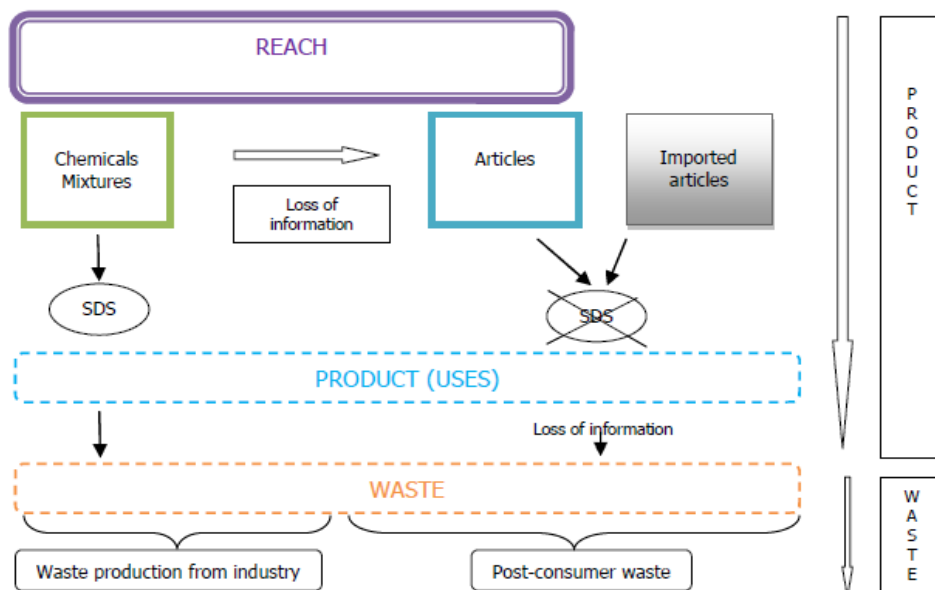 REACH
Chemicals
Mixtures
Articles
Imported
articles
Loss of
information
SDS
SDS
PRODUCT (USES)
Loss of information
WASTE
Waste production from industry
Post-consumer waste
P
R
O
D
U
C
T
W
A
S
T
E